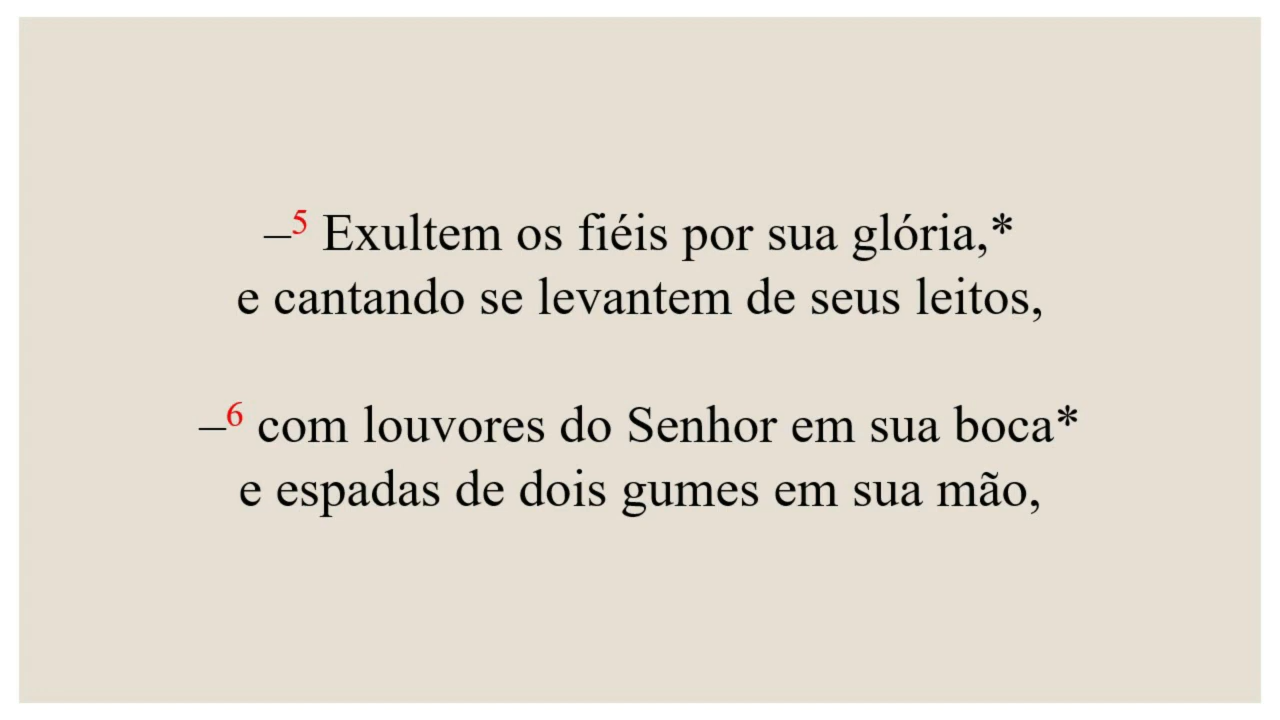 –⁵ Exultem os fiéis por sua glória,*
e cantando se levantem de seus leitos,
–⁶ com louvores do Senhor em sua boca*
e espadas de dois gumes em sua mão,